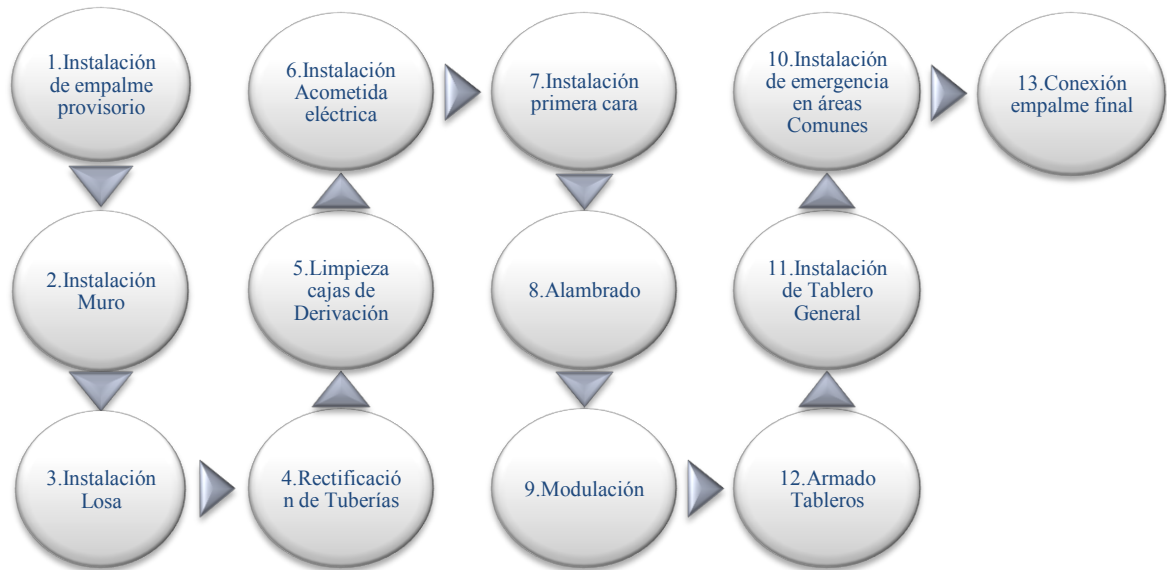 1.Instalación
de empalme
provisorio
2.Instalación
Muro
3.Instalación
Losa
4.Rectificació
n de Tuberías
5.Limpieza
cajas de
Derivación
6.Instalación
Acometida
eléctrica
7.Instalación
primera cara
8.Alambrado
9.Modulación
12.Armado
Tableros
11.Instalación
de Tablero
General
10.Instalación
de emergencia
en áreas
Comunes
13.Conexión
empalme final